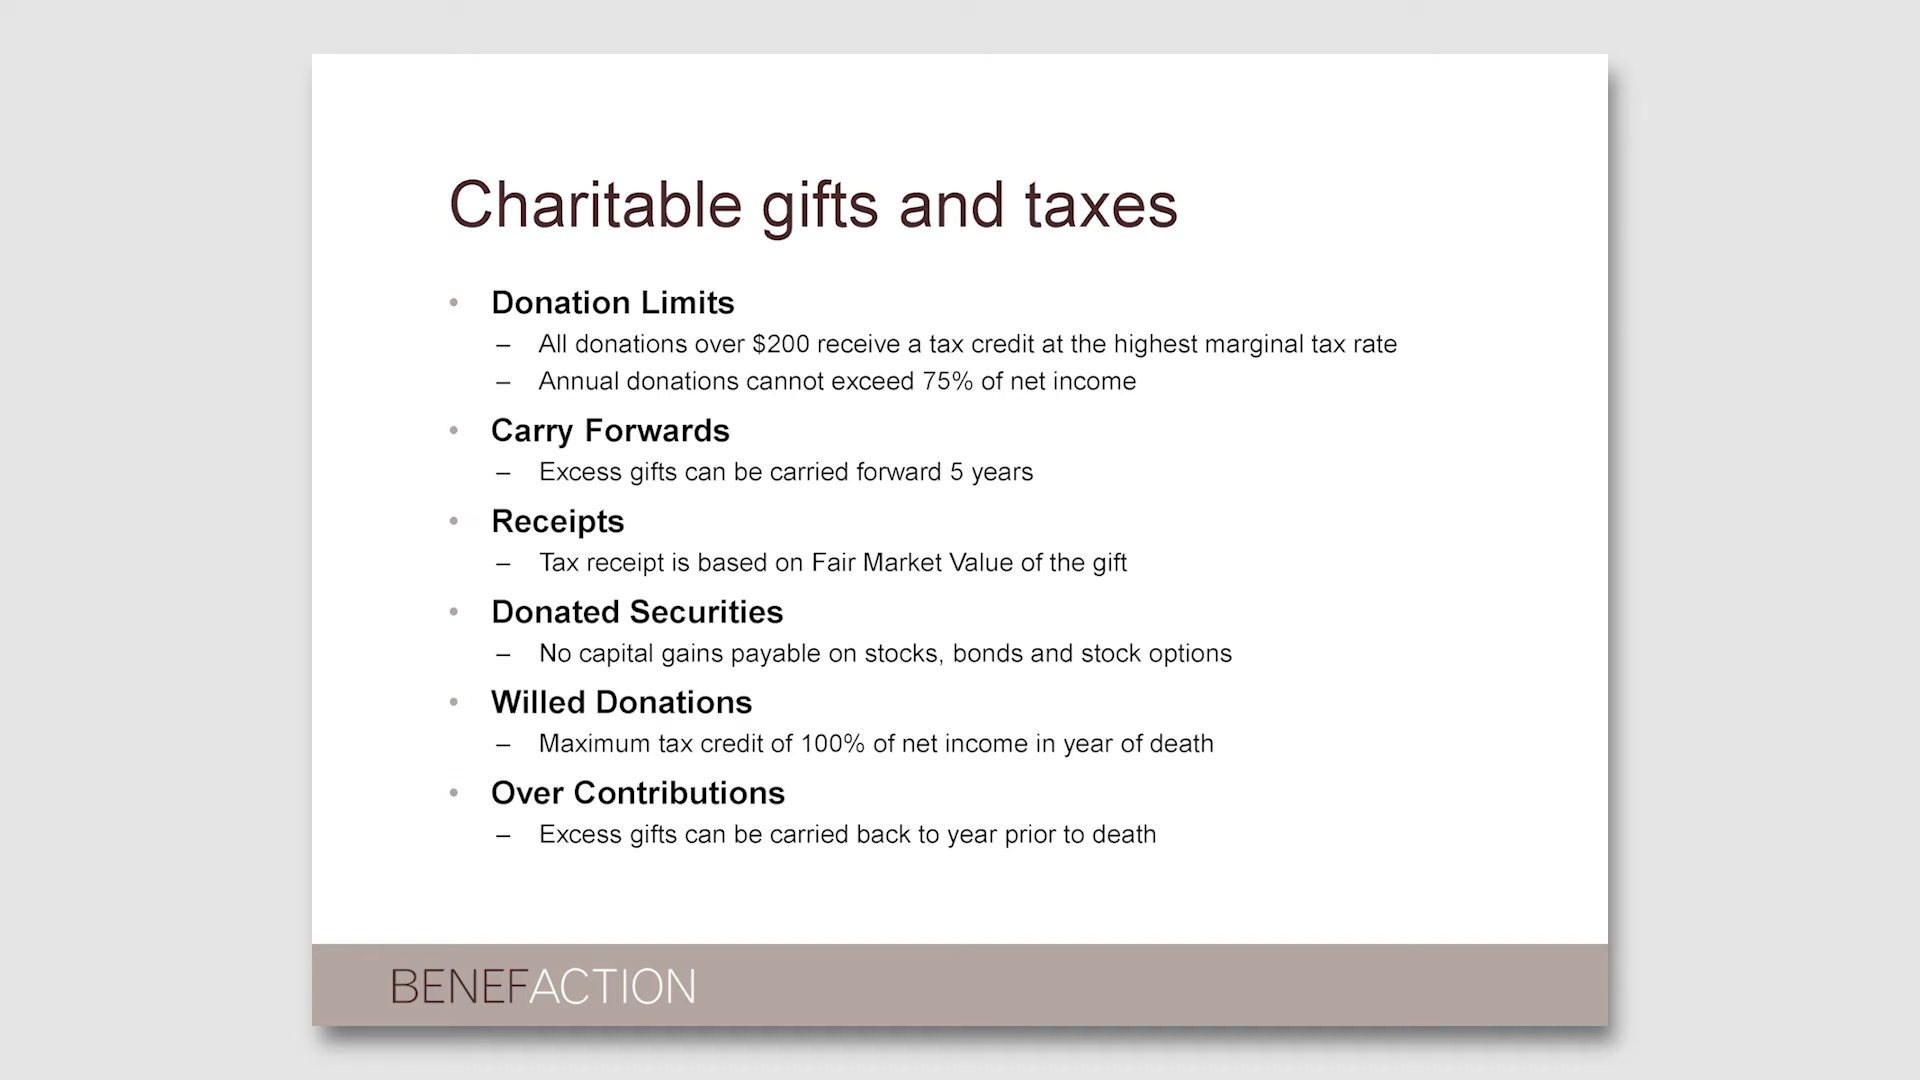 Charitable gifts and taxes
• Donation Limits
– All donations over $200 receive a tax credit at the highest marginal tax rate
– Annual donations cannot exceed 75% of net income
• Carry Forwards
– Excess gifts can be carried forward 5 years
• Receipts
– Tax receipt is based on Fair Market Value of the gift
• Donated Securities
– No capital gains payable on stocks, bonds and stock options
• Willed Donations
– Maximum tax credit of 100% of net income in year of death
• Over Contributions
– Excess gifts can be carried back to year prior to death
BENEFACTION